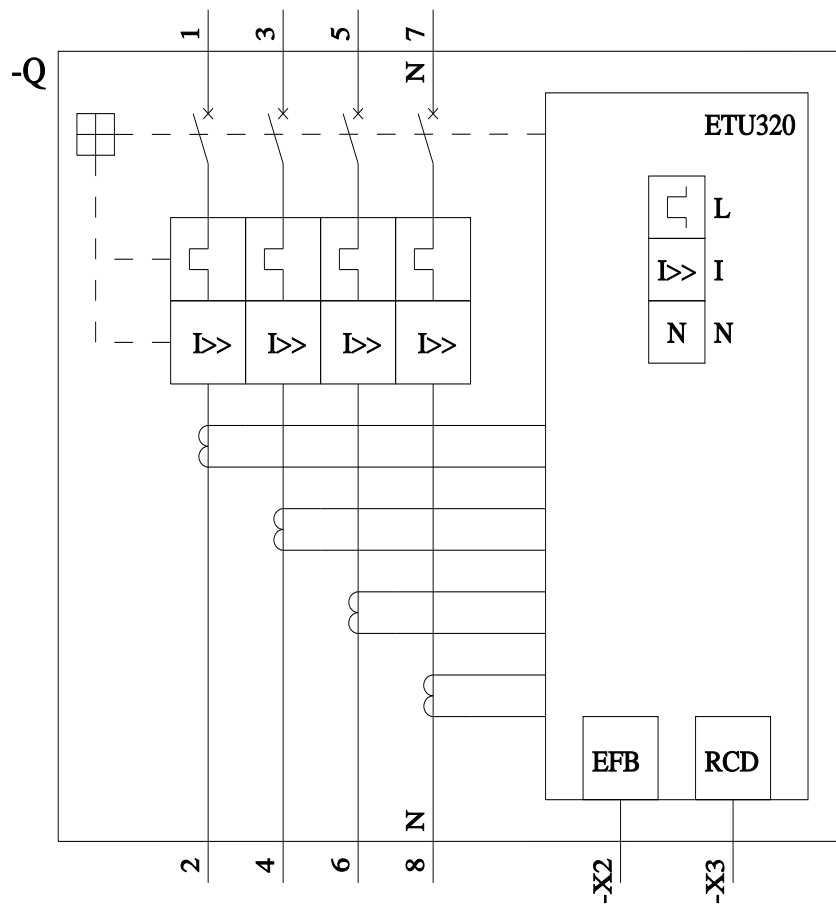 1 3 5 7
-Q
N
ETU320
L
I>> I
N N
I>> I>> I>> I>>
EFB RCD
N
2 4 6 8 -X2 -X3